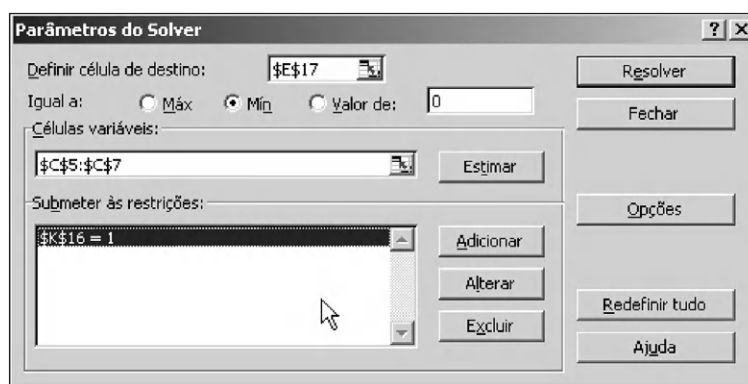 Parâmetros do Solver
Definir célula de destino: $E$17
Resolver
Igual a: Máx Mín Valor de: 0
Fechar
Células variáveis:
$C$5:$C$7 Estimar
Submeter às restrições:
Opções
$K$16 = 1
Adicionar
Alterar
Redefinir tudo
Excluir
Ajuda